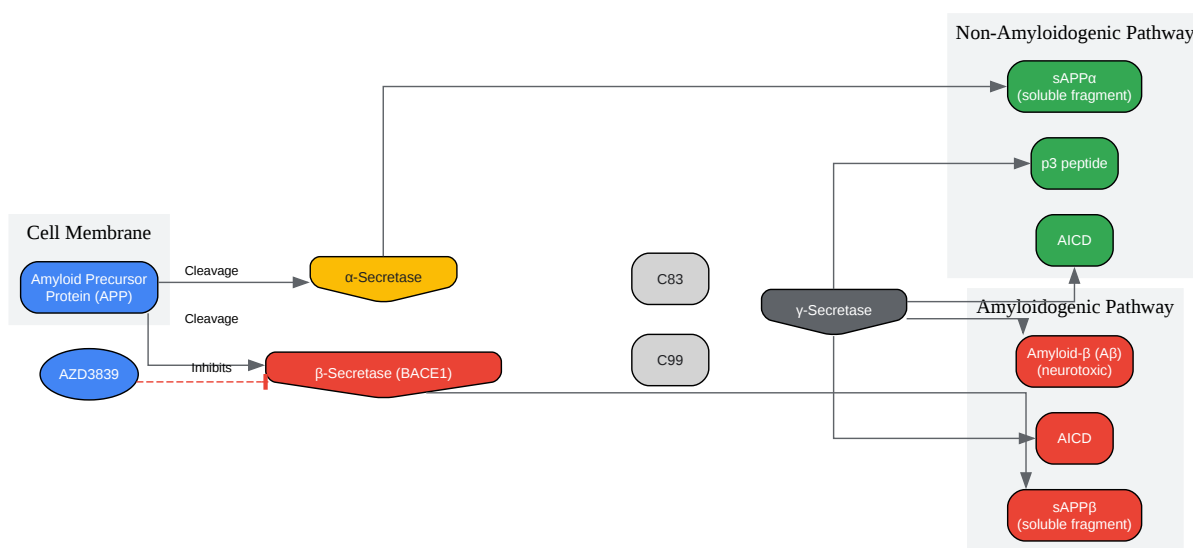 Non-Amyloidogenic Pathway
sAPPα
(soluble fragment)
p3 peptide
AICD
Cell Membrane
Amyloid Precursor
Protein (APP)
Cleavage
α-Secretase
Cleavage
C83
γ-Secretase
Amyloidogenic Pathway
AZD3839
Inhibits
β-Secretase (BACE1)
C99
Amyloid-β (Aβ)
(neurotoxic)
AICD
sAPPβ
(soluble fragment)